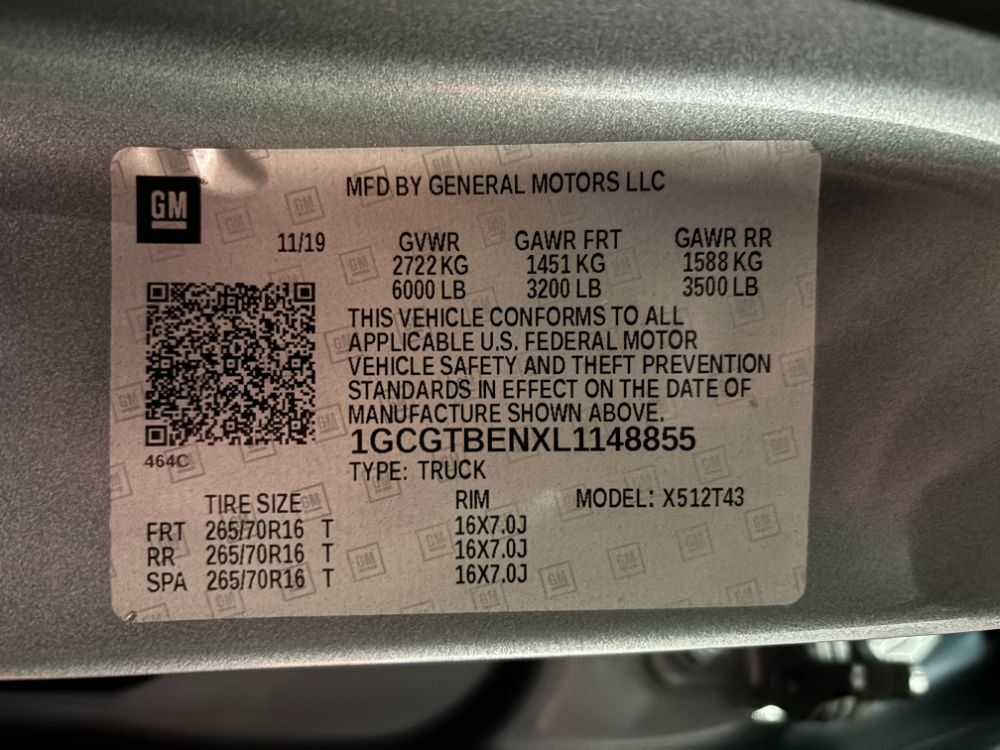 GM
MFD BY GENERAL MOTORS LLC
11/19 GVWR GAWR FRT GAWR RR
2722 KG 1451 KG 1588 KG
6000 LB 3200 LB 3500 LB
THIS VEHICLE CONFORMS TO ALL
APPLICABLE U.S. FEDERAL MOTOR
VEHICLE SAFETY AND THEFT PREVENTION
STANDARDS IN EFFECT ON THE DATE OF
MANUFACTURE SHOWN ABOVE.
1GCGTBENXL1148855
464C
TYPE: TRUCK
TIRE SIZE RIM MODEL: X512T43
FRT 265/70R16 T 16X7.0J
RR 265/70R16 T 16X7.0J
SPA 265/70R16 T 16X7.0J